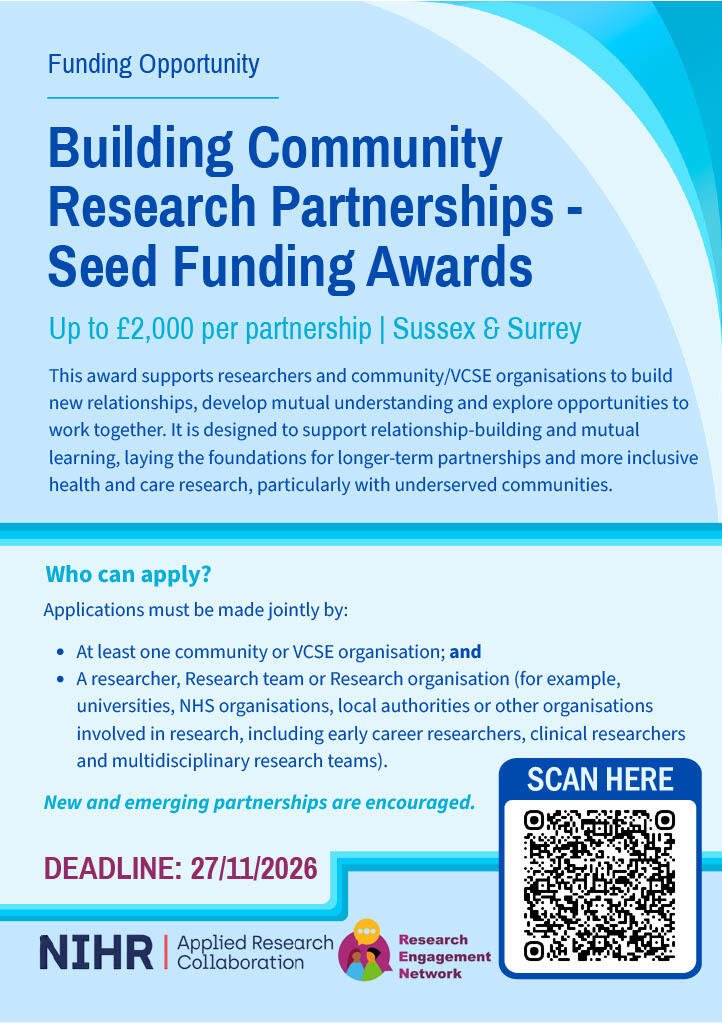 Funding Opportunity
Building Community
Research Partnerships -
Seed Funding Awards
Up to £2,000 per partnership | Sussex & Surrey
This award supports researchers and community/VCSE organisations to build
new relationships, develop mutual understanding and explore opportunities to
work together. It is designed to support relationship-building and mutual
learning, laying the foundations for longer-term partnerships and more inclusive
health and care research, particularly with underserved communities.
Who can apply?
Applications must be made jointly by:
• At least one community or VCSE organisation; and
• A researcher, Research team or Research organisation (for example,
universities, NHS organisations, local authorities or other organisations
involved in research, including early career researchers, clinical researchers
and multidisciplinary research teams).
New and emerging partnerships are encouraged.
SCAN HERE
DEADLINE: 27/11/2026
NIHR | Applied Research
Collaboration
Research
Engagement
Network